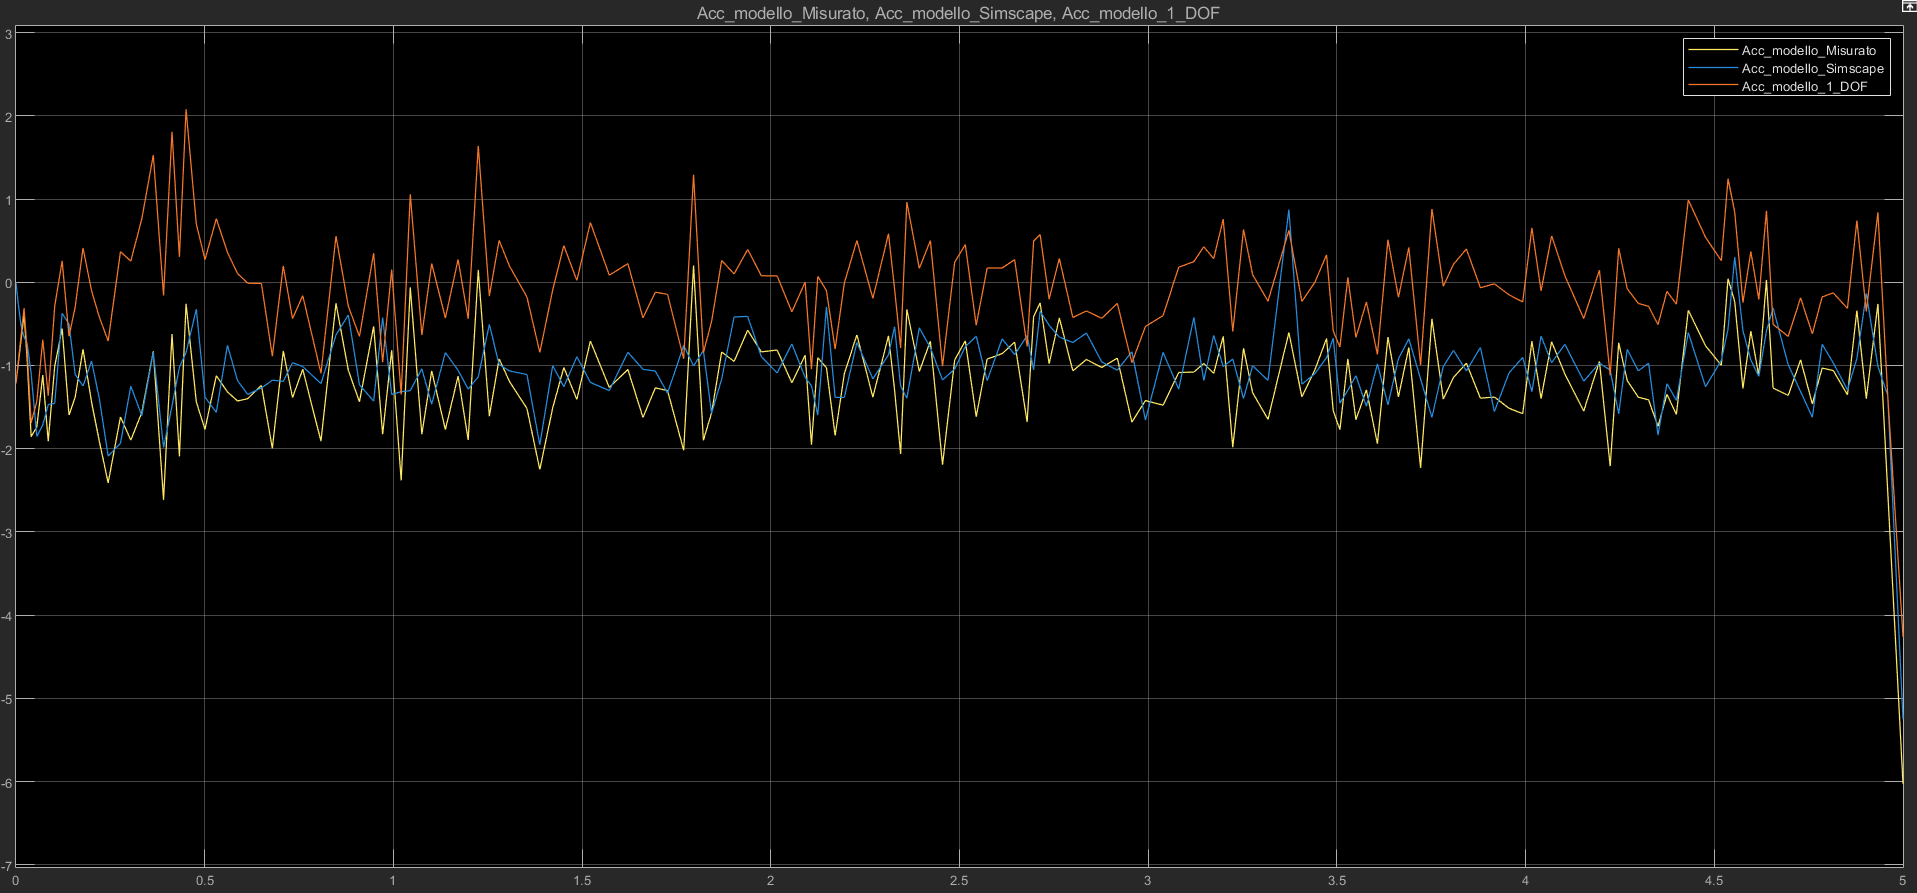 Acc_modello_Misurato, Acc_modello_Simscape, Acc_modello_1_DOF
Acc_modello_Misurato
Acc_modello_Simscape
Acc_modello_1_DOF
3
2
1
0
-1
-2
-3
-4
-5
-6
-7
0 0.5 1 1.5 2 2.5 3 3.5 4 4.5 5